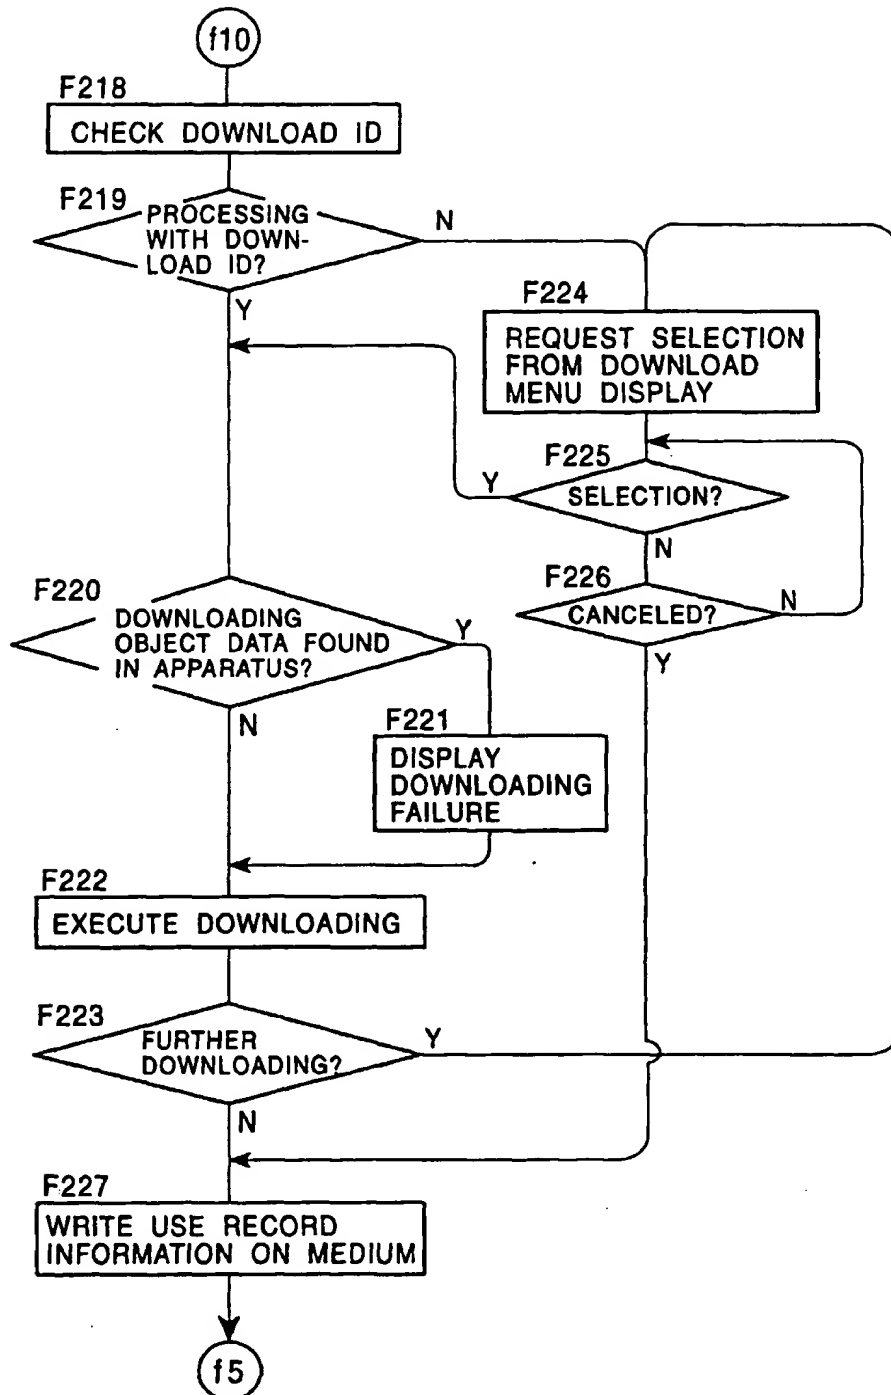 f10
F218
CHECK DOWNLOAD ID
F219
PROCESSING
WITH DOWN-
LOAD ID?
N
Y
F224
REQUEST SELECTION
FROM DOWNLOAD
MENU DISPLAY
F225
SELECTION?
Y
N
F226
CANCELED?
N
Y
F220
DOWNLOADING
OBJECT DATA FOUND
IN APPARATUS?
Y
N
F221
DISPLAY
DOWNLOADING
FAILURE
F222
EXECUTE DOWNLOADING
F223
FURTHER
DOWNLOADING?
Y
N
F227
WRITE USE RECORD
INFORMATION ON MEDIUM
f5